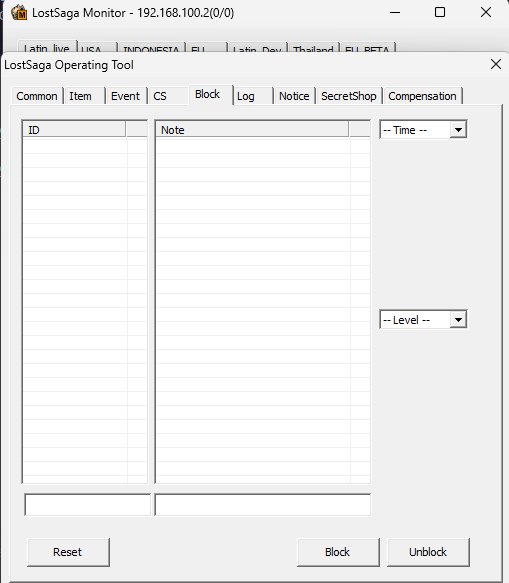 LostSaga Monitor - 192.168.100.2(0/0)
Latin_live USA INDONESIA EU Latin_Dev Thailand EU_BETA
LostSaga Operating Tool
Common Item Event CS Block Log Notice SecretShop Compensation
ID Note -- Time --
-- Level --
Reset Block Unblock